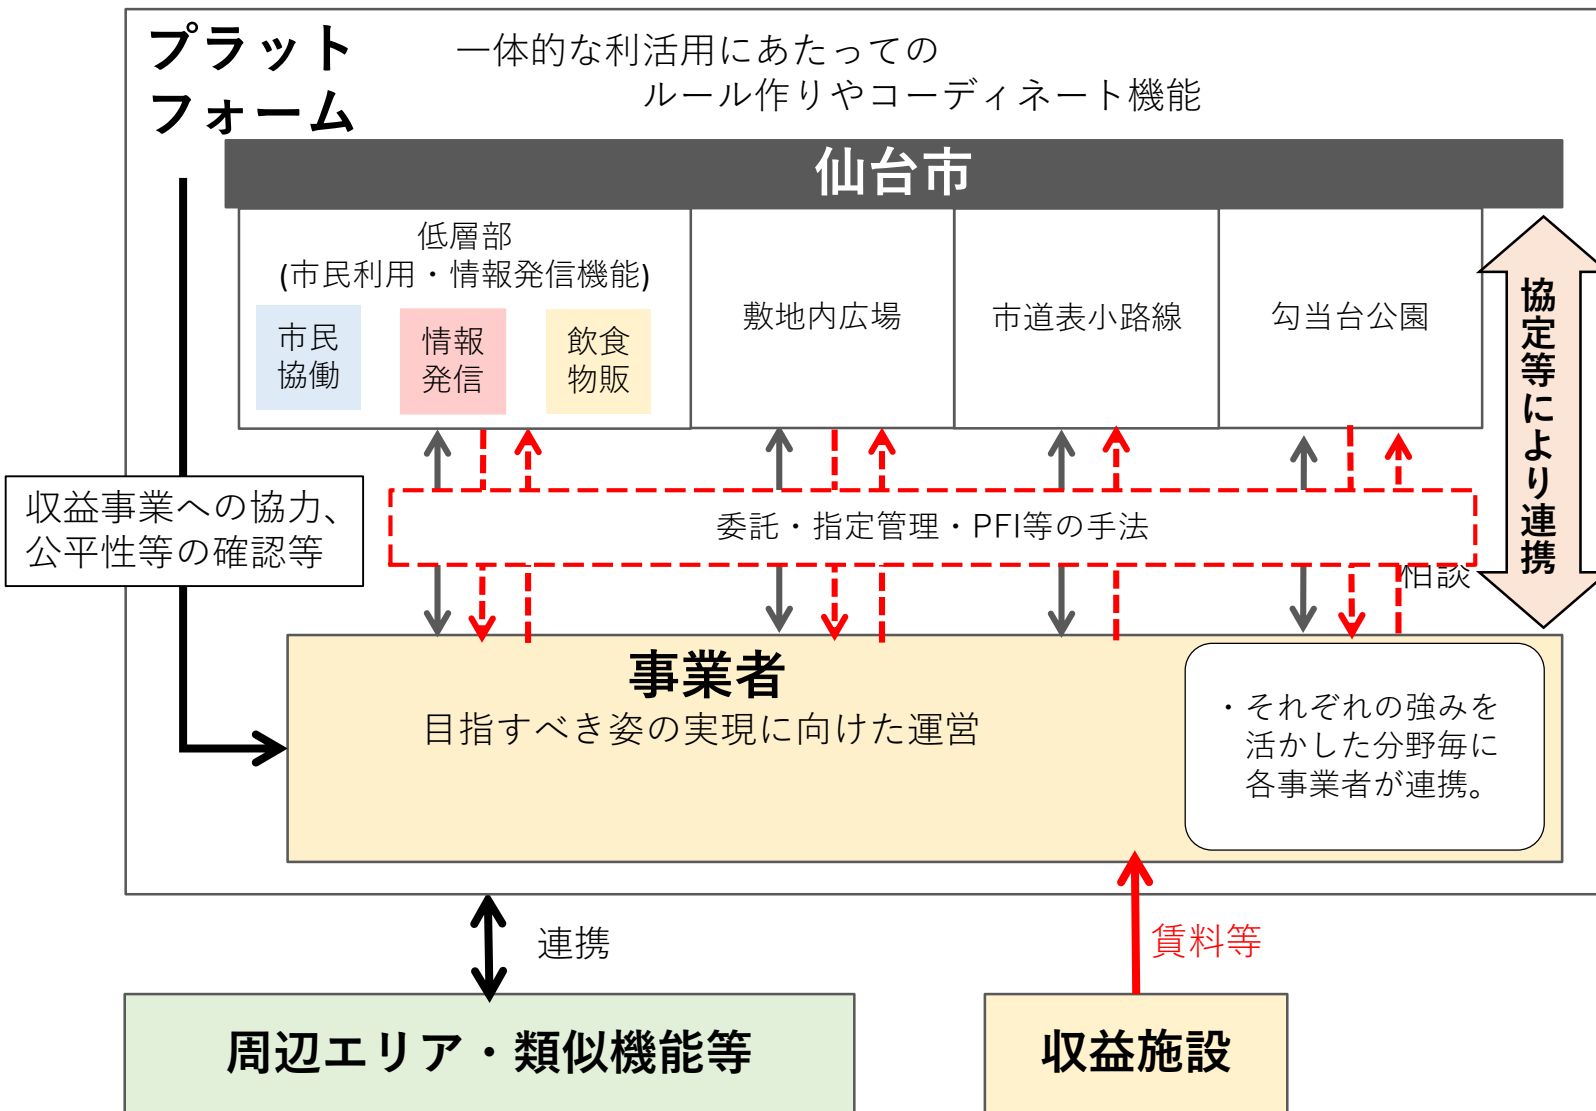 プラット
フォーム
一体的な利活用にあたっての
ルール作りやコーディネート機能
仙台市
低層部
(市民利用・情報発信機能)
市民
協働
情報
発信
飲食
物販
敷地内広場
市道表小路線
勾当台公園
協定等により連携
収益事業への協力、
公平性等の確認等
委託・指定管理・PFI等の手法
事業者
目指すべき姿の実現に向けた運営
・それぞれの強みを
活かした分野毎に
各事業者が連携。
連携
賃料等
周辺エリア・類似機能等
収益施設